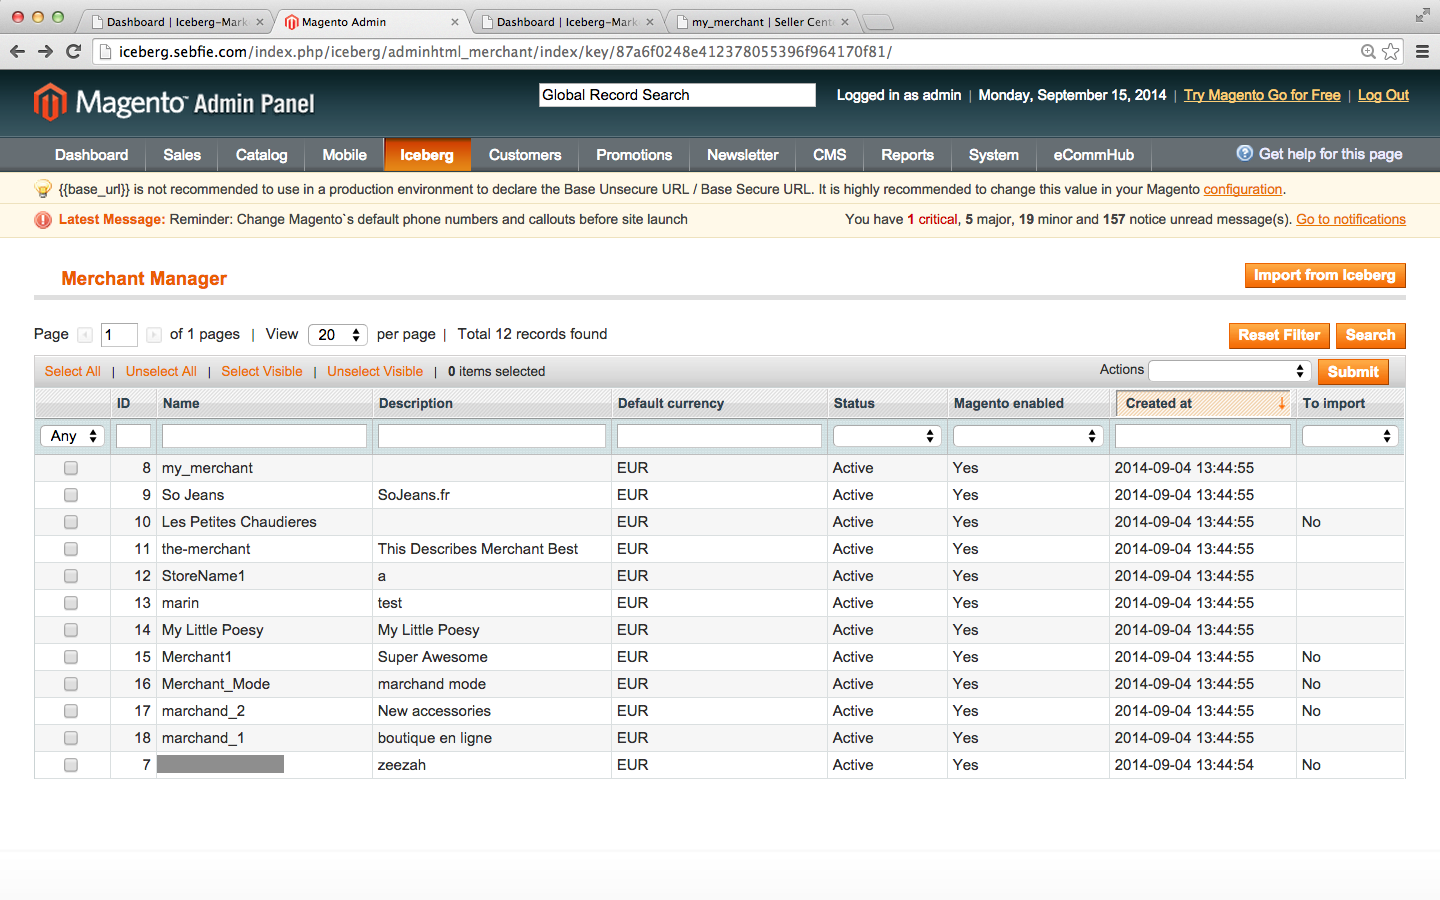 Dashboard | Iceberg-Mark
Magento Admin
Dashboard | Iceberg-Mark
my_merchant | Seller Cent
iceberg.sebfie.com/index.php/iceberg/adminhtml_merchant/index/key/87a6f0248e412378055396f964170f81/
Magento™ Admin Panel
Global Record Search
Logged in as admin | Monday, September 15, 2014 | Try Magento Go for Free | Log Out
Dashboard Sales Catalog Mobile Iceberg Customers Promotions Newsletter CMS Reports System eCommHub Get help for this page
{{base_url}} is not recommended to use in a production environment to declare the Base Unsecure URL / Base Secure URL. It is highly recommended to change this value in your Magento configuration.
Latest Message: Reminder: Change Magento`s default phone numbers and callouts before site launch You have 1 critical, 5 major, 19 minor and 157 notice unread message(s). Go to notifications
Merchant Manager Import from Iceberg
Page 1 of 1 pages | View 20 per page | Total 12 records found Reset Filter Search
Select All | Unselect All | Select Visible | Unselect Visible | 0 items selected Actions Submit
ID Name Description Default currency Status Magento enabled Created at To import
Any
8 my_merchant EUR Active Yes 2014-09-04 13:44:55
9 So Jeans SoJeans.fr EUR Active Yes 2014-09-04 13:44:55
10 Les Petites Chaudieres EUR Active Yes 2014-09-04 13:44:55 No
11 the-merchant This Describes Merchant Best EUR Active Yes 2014-09-04 13:44:55
12 StoreName1 a EUR Active Yes 2014-09-04 13:44:55
13 marin test EUR Active Yes 2014-09-04 13:44:55
14 My Little Poesy My Little Poesy EUR Active Yes 2014-09-04 13:44:55
15 Merchant1 Super Awesome EUR Active Yes 2014-09-04 13:44:55 No
16 Merchant_Mode marchand mode EUR Active Yes 2014-09-04 13:44:55 No
17 marchand_2 New accessories EUR Active Yes 2014-09-04 13:44:55 No
18 marchand_1 boutique en ligne EUR Active Yes 2014-09-04 13:44:55
7 zeezah EUR Active Yes 2014-09-04 13:44:54 No